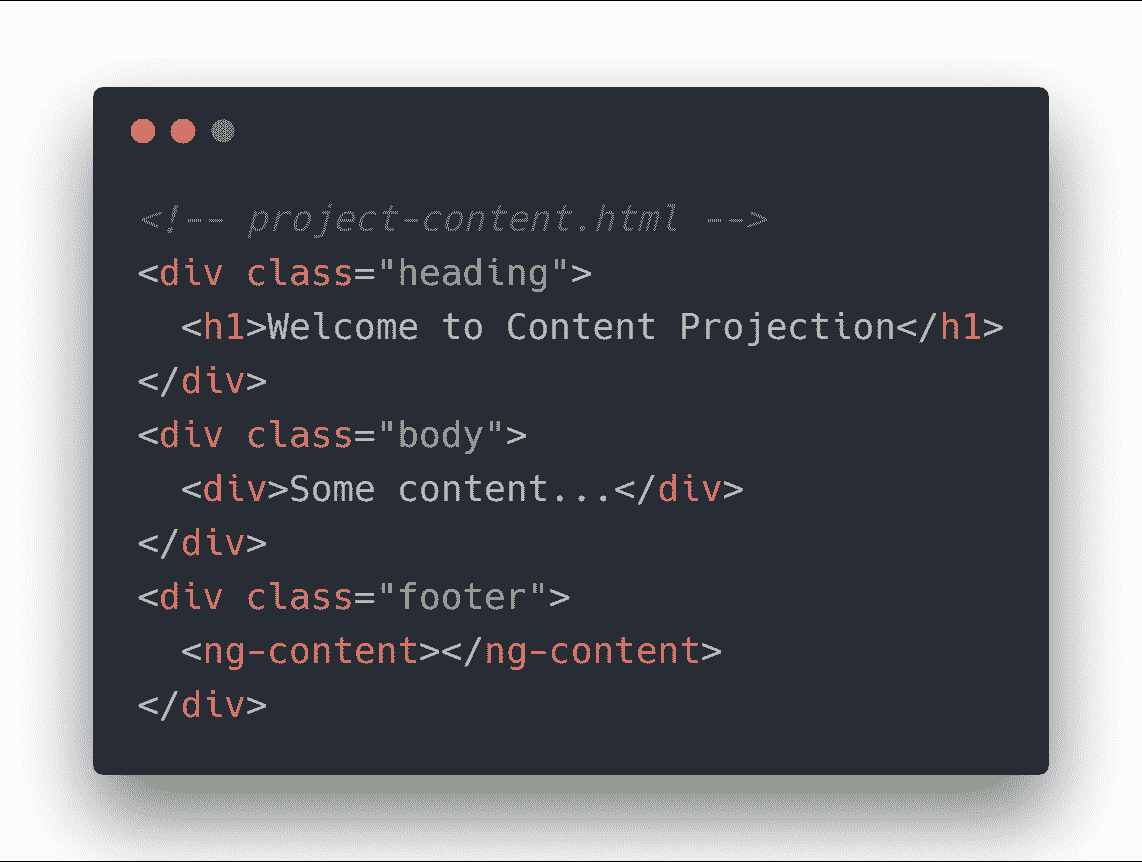 <!-- project-content.html -->
<div class="heading">
  <h1>Welcome to Content Projection</h1>
</div>
<div class="body">
  <div>Some content...</div>
</div>
<div class="footer">
  <ng-content></ng-content>
</div>